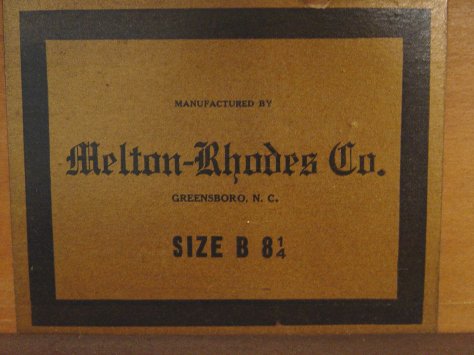 MANUFACTURED BY
Melton-Rhodes Co.
GREENSBORO, N. C.
SIZE B 8¼